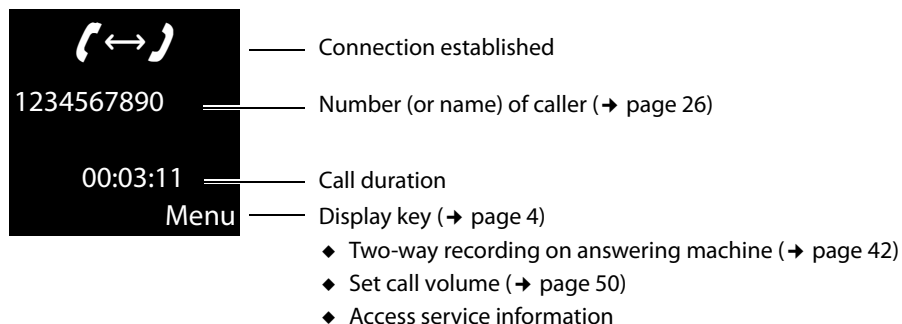 Connection established
1234567890 Number (or name) of caller (➔ page 26)
00:03:11 Call duration
Menu Display key (➔ page 4)
◆ Two-way recording on answering machine (➔ page 42)
◆ Set call volume (➔ page 50)
◆ Access service information